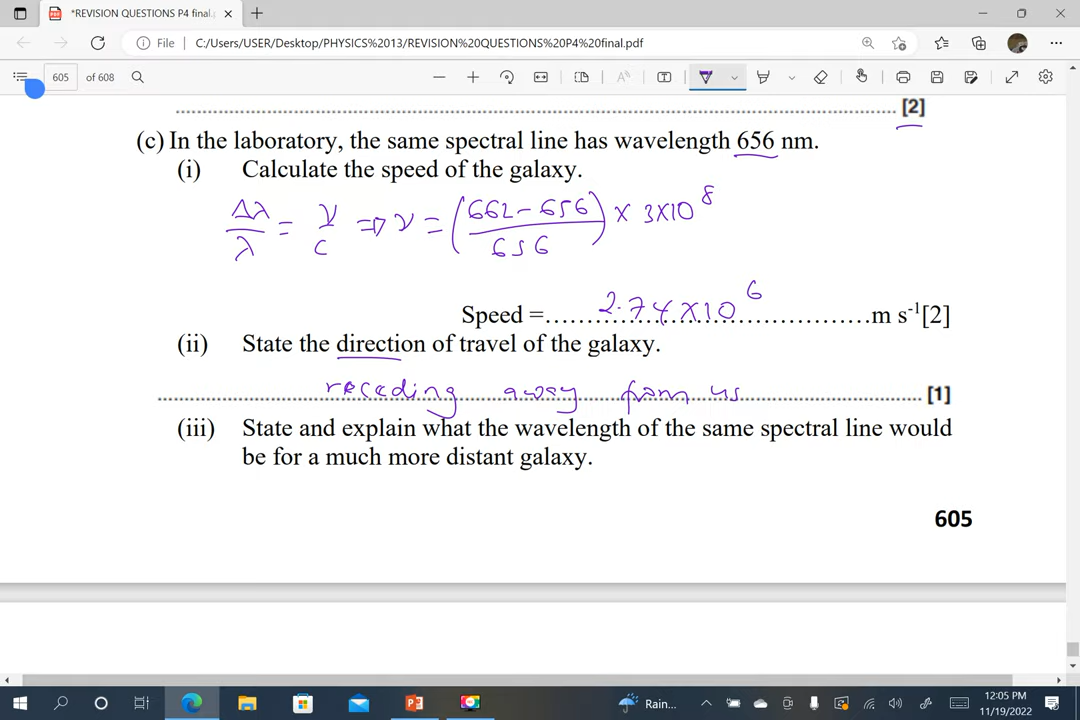 *REVISION QUESTIONS P4 final.
File C:/Users/USER/Desktop/PHYSICS%2013/REVISION%20QUESTIONS%20P4%20final.pdf
605 of 608
[2]
(c) In the laboratory, the same spectral line has wavelength 656 nm.
(i) Calculate the speed of the galaxy.
Δλ/λ = v/c ⇒ v = (662 - 656 / 656) × 3×10^8
Speed =......2.74×10^6......m s⁻¹[2]
(ii) State the direction of travel of the galaxy.
receding away from us [1]
(iii) State and explain what the wavelength of the same spectral line would
be for a much more distant galaxy.
605
Rain...
12:05 PM
11/19/2022